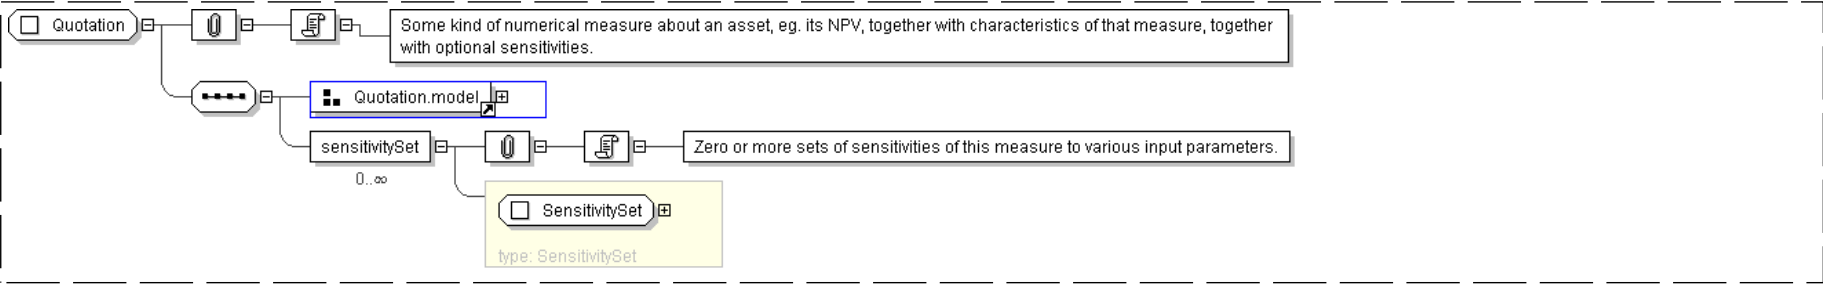 Quotation
Some kind of numerical measure about an asset, eg. its NPV, together with characteristics of that measure, together
with optional sensitivities.
Quotation.model
sensitivitySet
Zero or more sets of sensitivities of this measure to various input parameters.
0..∞
SensitivitySet
type: SensitivitySet